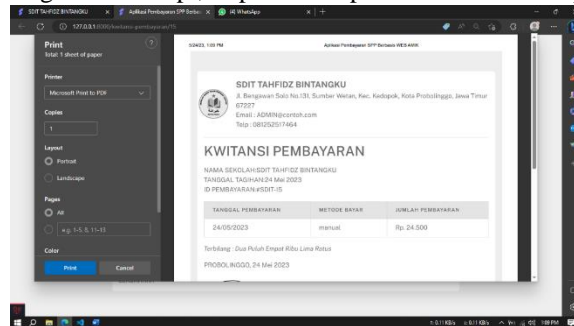 SDIT TAHFIDZ BINTANGKU
Aplikasi Pembayaran SPP Berbasis
(4) WhatsApp
Print
Total: 1 sheet of paper
Printer
Microsoft Print to PDF
Copies
1
Layout
Portrait
Landscape
Pages
All
e.g. 1-5, 8, 11-13
Color
Print
Cancel
5/24/23, 1:09 PM
Aplikasi Pembayaran SPP Berbasis WEB AMIK
SDIT TAHFIDZ BINTANGKU
Jl. Bengawan Solo No.131, Sumber Wetan, Kec. Kedopok, Kota Probolinggo, Jawa Timur
67227
Email : ADMIN@contoh.com
Telp : 081252517464
KWITANSI PEMBAYARAN
NAMA SEKOLAH:SDIT TAHFIDZ BINTANGKU
TANGGAL TAGIHAN:24 Mei 2023
ID PEMBAYARAN:#SDIT-15
TANGGAL PEMBAYARAN METODE BAYAR JUMLAH PEMBAYARAN
24/05/2023 manual Rp. 24.500
Terbilang : Dua Puluh Empat Ribu Lima Ratus
PROBOLINGGO, 24 Mei 2023
1:09 PM